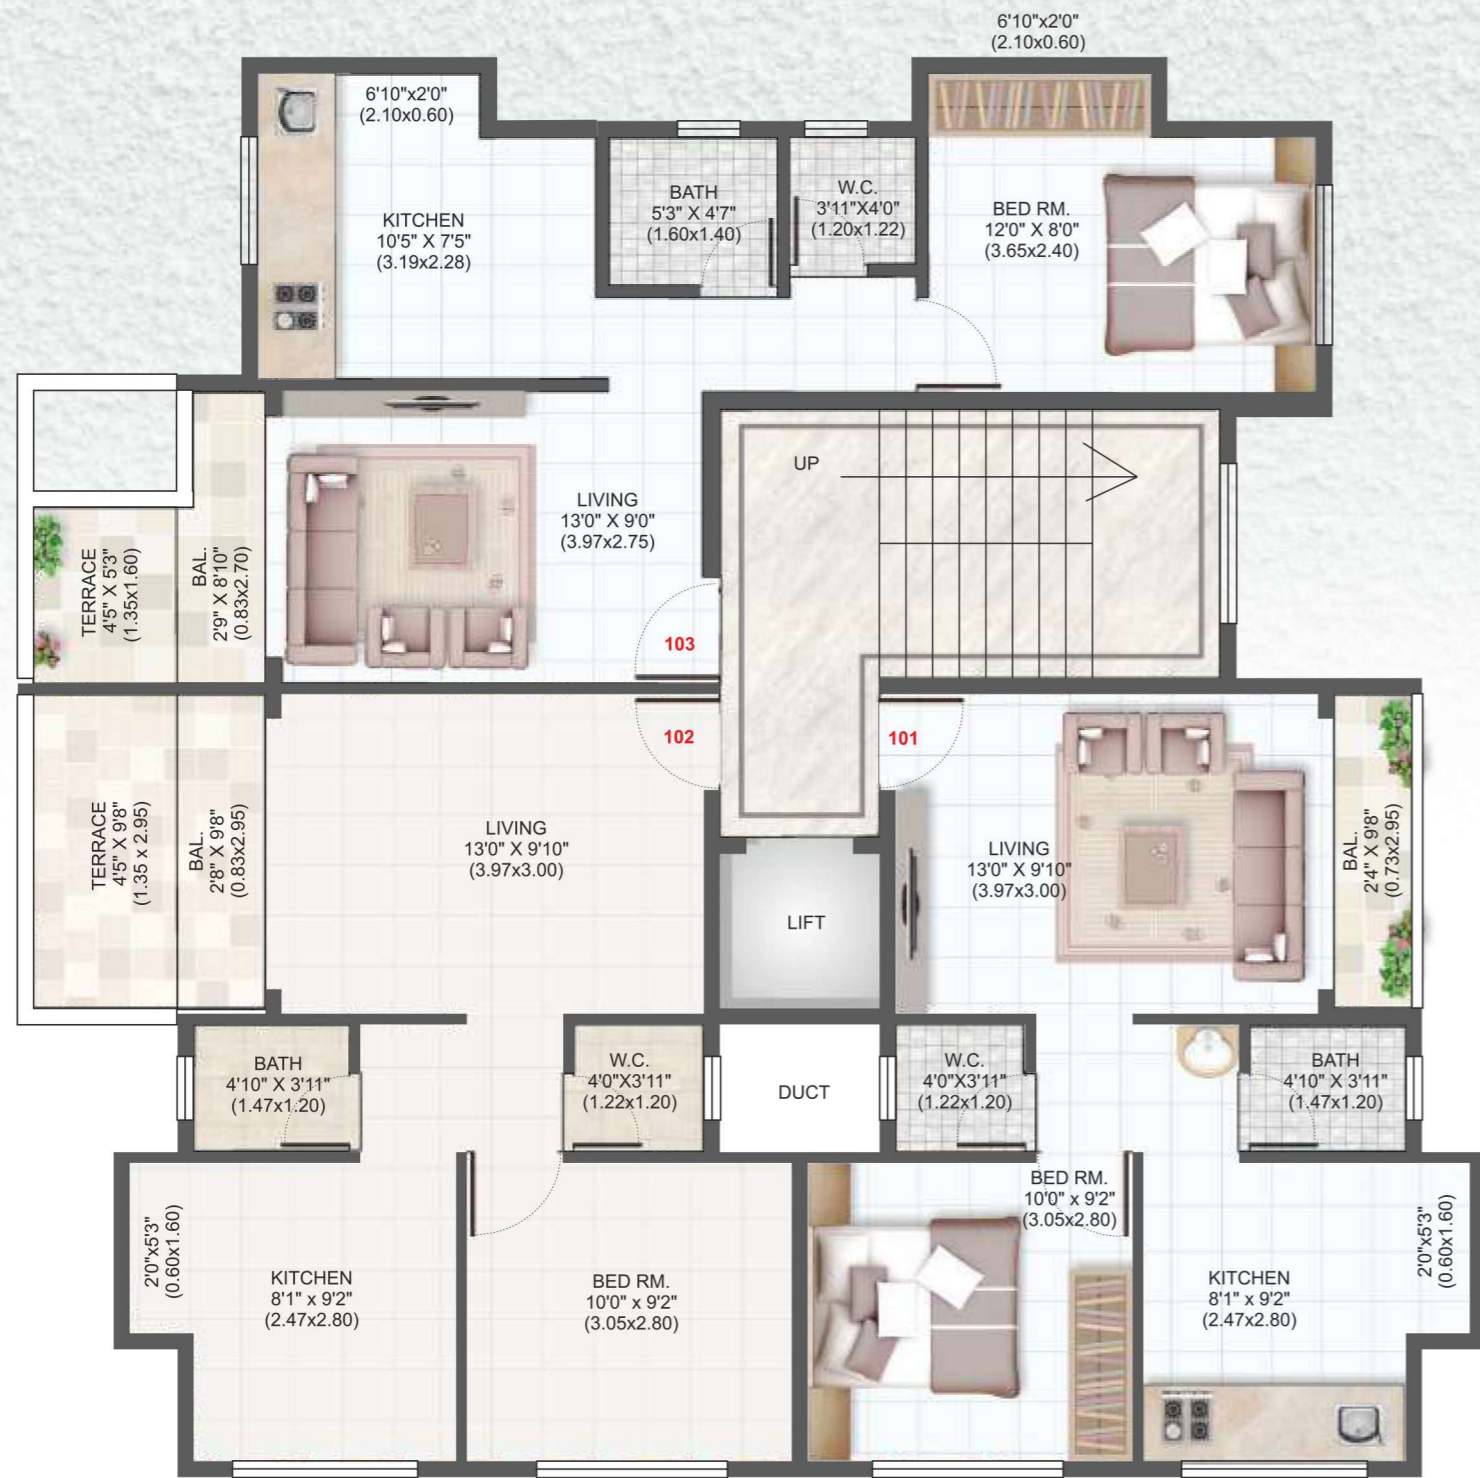 6'10"x2'0"
(2.10x0.60)
6'10"x2'0"
(2.10x0.60)
KITCHEN
10'5" X 7'5"
(3.19x2.28)
BATH
5'3" X 4'7"
(1.60x1.40)
W.C.
3'11"X4'0"
(1.20x1.22)
BED RM.
12'0" X 8'0"
(3.65x2.40)
UP
LIVING
13'0" X 9'0"
(3.97x2.75)
TERRACE
4'5" X 5'3"
(1.35x1.60)
BAL.
2'9" X 8'10"
(0.83x2.70)
103
102
101
TERRACE
4'5" X 9'8"
(1.35 x 2.95)
BAL.
2'8" X 9'8"
(0.83x2.95)
LIVING
13'0" X 9'10"
(3.97x3.00)
LIFT
LIVING
13'0" X 9'10"
(3.97x3.00)
BAL.
2'4" X 9'8"
(0.73x2.95)
BATH
4'10" X 3'11"
(1.47x1.20)
W.C.
4'0"X3'11"
(1.22x1.20)
DUCT
W.C.
4'0"X3'11"
(1.22x1.20)
BATH
4'10" X 3'11"
(1.47x1.20)
2'0"x5'3"
(0.60x1.60)
KITCHEN
8'1" x 9'2"
(2.47x2.80)
BED RM.
10'0" x 9'2"
(3.05x2.80)
BED RM.
10'0" x 9'2"
(3.05x2.80)
KITCHEN
8'1" x 9'2"
(2.47x2.80)
2'0"x5'3"
(0.60x1.60)